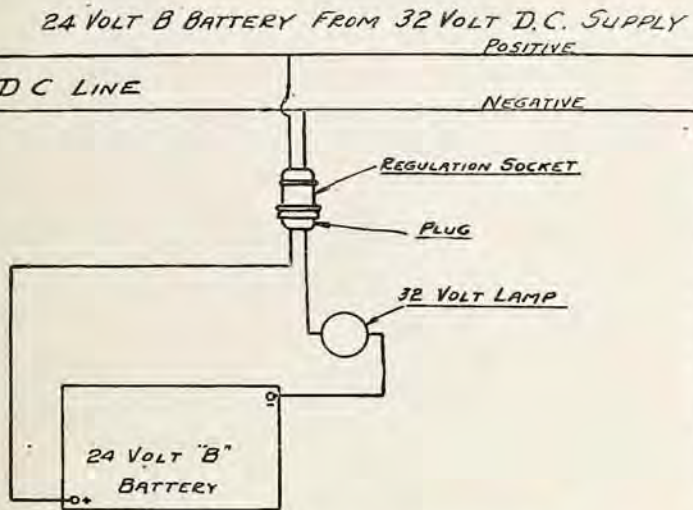 24 VOLT B BATTERY FROM 32 VOLT D.C. SUPPLY
POSITIVE
D C LINE
NEGATIVE
REGULATION SOCKET
PLUG
32 VOLT LAMP
-
24 VOLT "B"
BATTERY
+